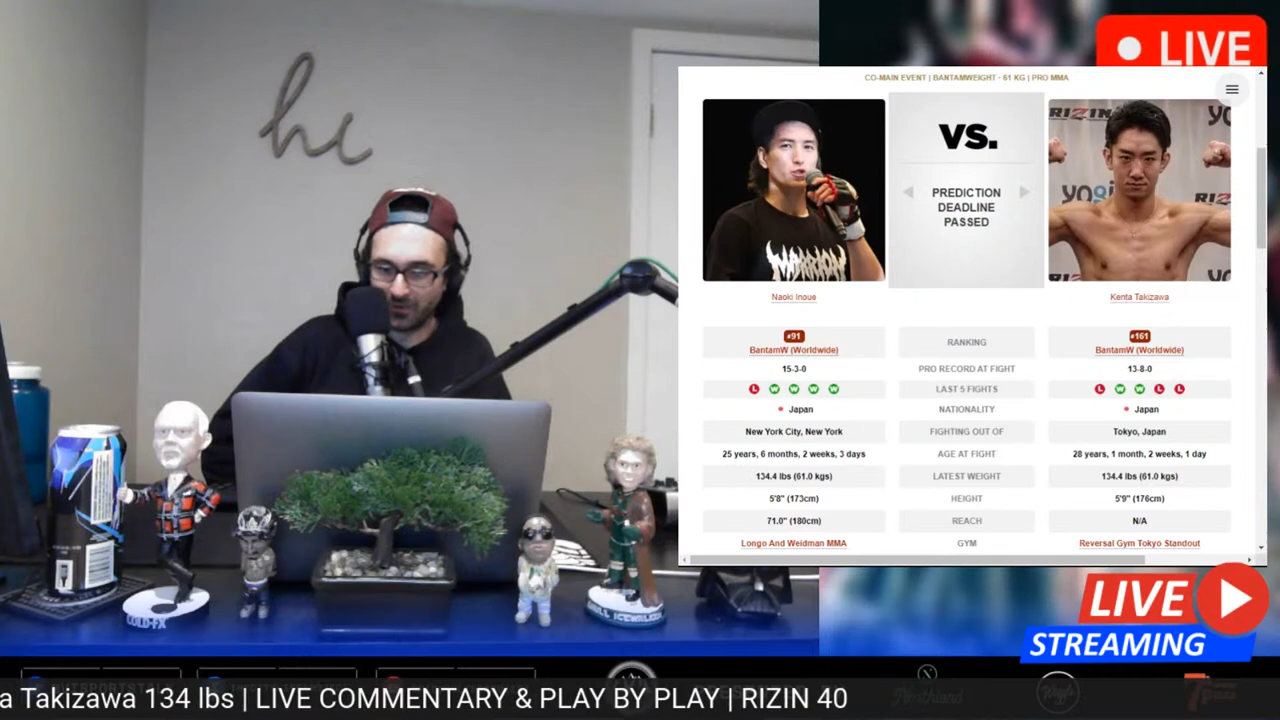 hi
LIVE
CO-MAIN EVENT | BANTAMWEIGHT · 61 KG | PRO MMA
VS.
PREDICTION
DEADLINE
PASSED
RIZIN
yogi
Naoki Inoue
Kenta Takizawa
#91
BantamW (Worldwide)
RANKING
#161
BantamW (Worldwide)
15-3-0
PRO RECORD AT FIGHT
13-8-0
L W W W W
LAST 5 FIGHTS
L W W L L
Japan
NATIONALITY
Japan
New York City, New York
FIGHTING OUT OF
Tokyo, Japan
25 years, 6 months, 2 weeks, 3 days
AGE AT FIGHT
28 years, 1 month, 2 weeks, 1 day
134.4 lbs (61.0 kgs)
LATEST WEIGHT
134.4 lbs (61.0 kgs)
5'8" (173cm)
HEIGHT
5'9" (176cm)
71.0" (180cm)
REACH
N/A
Longo And Weidman MMA
GYM
Reversal Gym Tokyo Standout
COLD-FX
LIVE
STREAMING
a Takizawa 134 lbs | LIVE COMMENTARY & PLAY BY PLAY | RIZIN 40